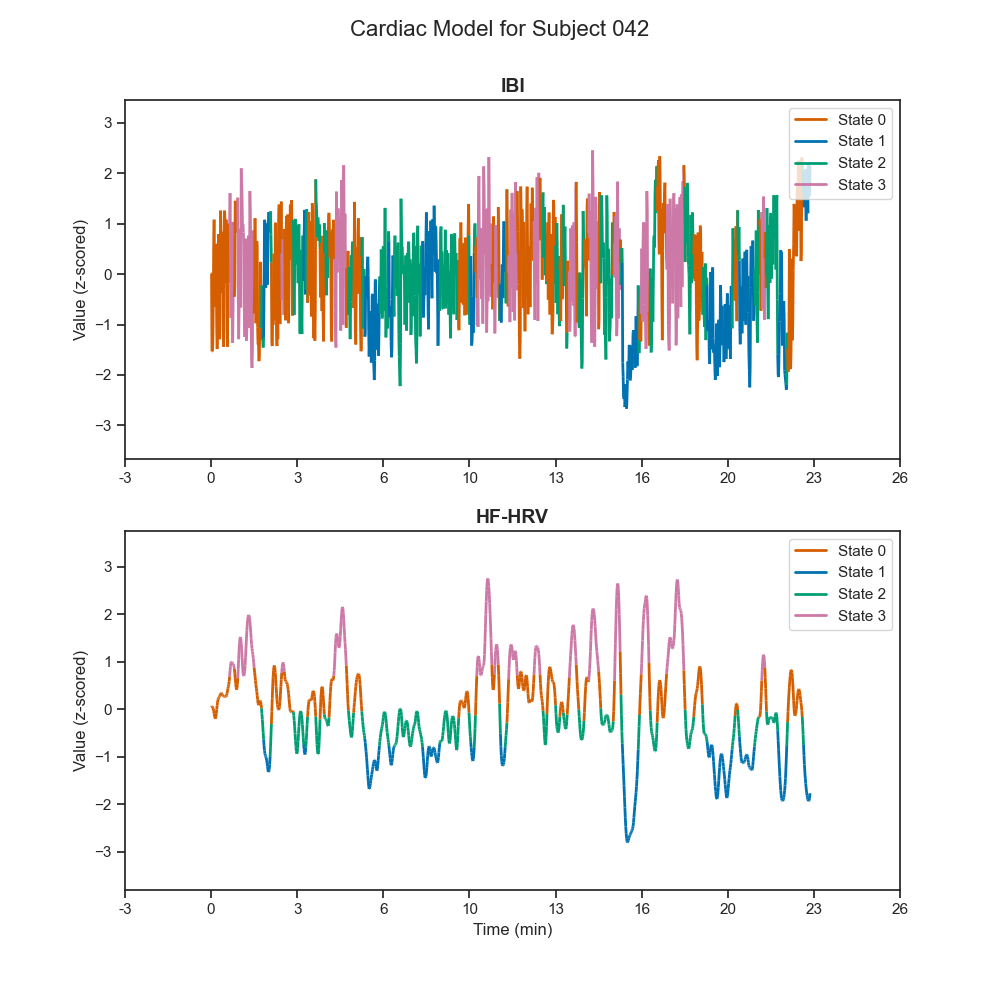 Cardiac Model for Subject 042
IBI
Value (z-scored)
3
2
1
0
−1
−2
−3
State 0
State 1
State 2
State 3
-3
0
3
6
10
13
16
20
23
26
HF-HRV
Value (z-scored)
3
2
1
0
−1
−2
−3
State 0
State 1
State 2
State 3
-3
0
3
6
10
13
16
20
23
26
Time (min)